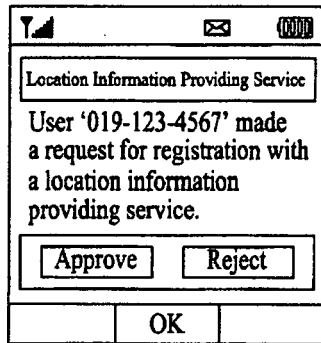 Location Information Providing Service
User ‘019-123-4567’ made
a request for registration with
a location information
providing service.
Approve Reject
OK